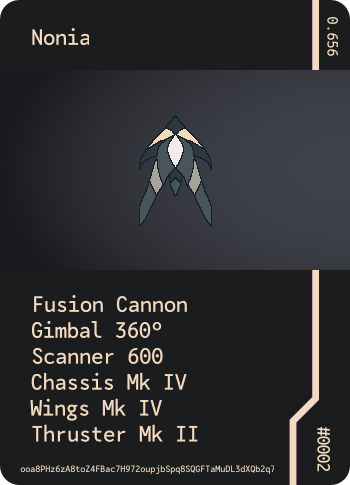 Nonia
0.656
Fusion Cannon
Gimbal 360°
Scanner 600
Chassis Mk IV
Wings Mk IV
Thruster Mk II
#0002
ooa8PHz6zA8toZ4FBac7H972oupjbSpq8SQGFTaMuDL3dXQb2q7